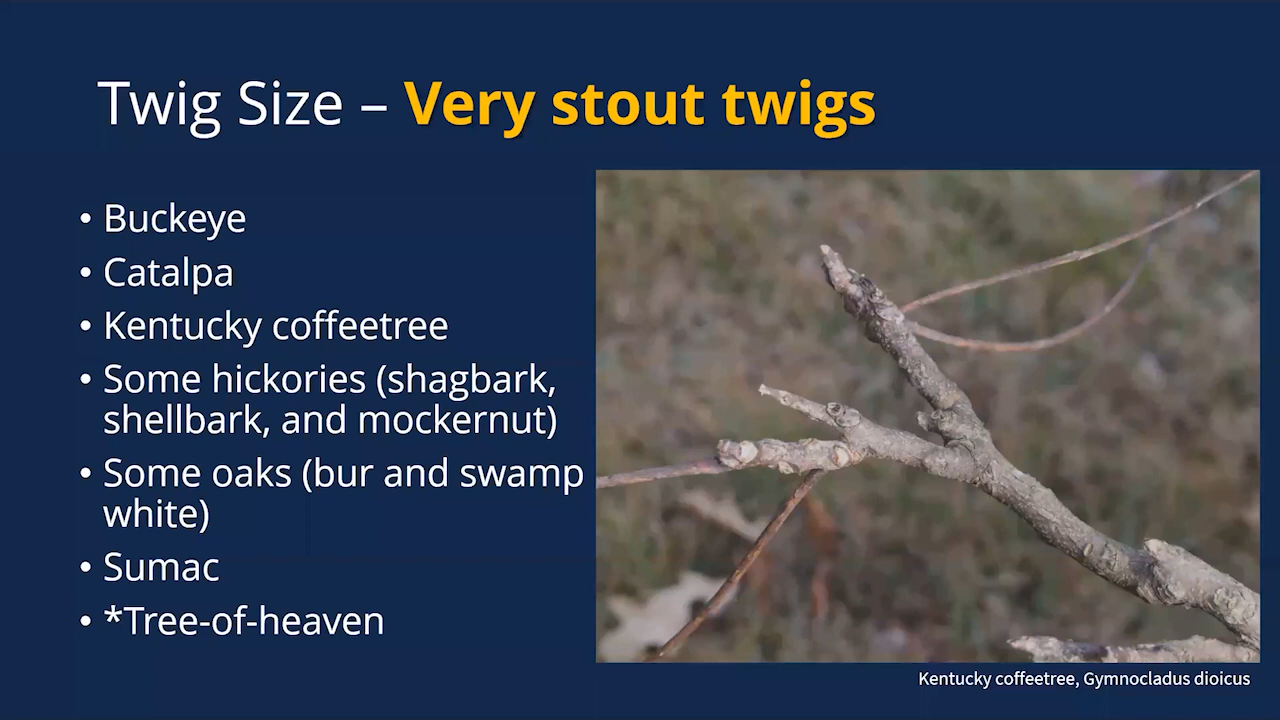 Twig Size – Very stout twigs
• Buckeye
• Catalpa
• Kentucky coffeetree
• Some hickories (shagbark,
shellbark, and mockernut)
• Some oaks (bur and swamp
white)
• Sumac
• *Tree-of-heaven
Kentucky coffeetree, Gymnocladus dioicus